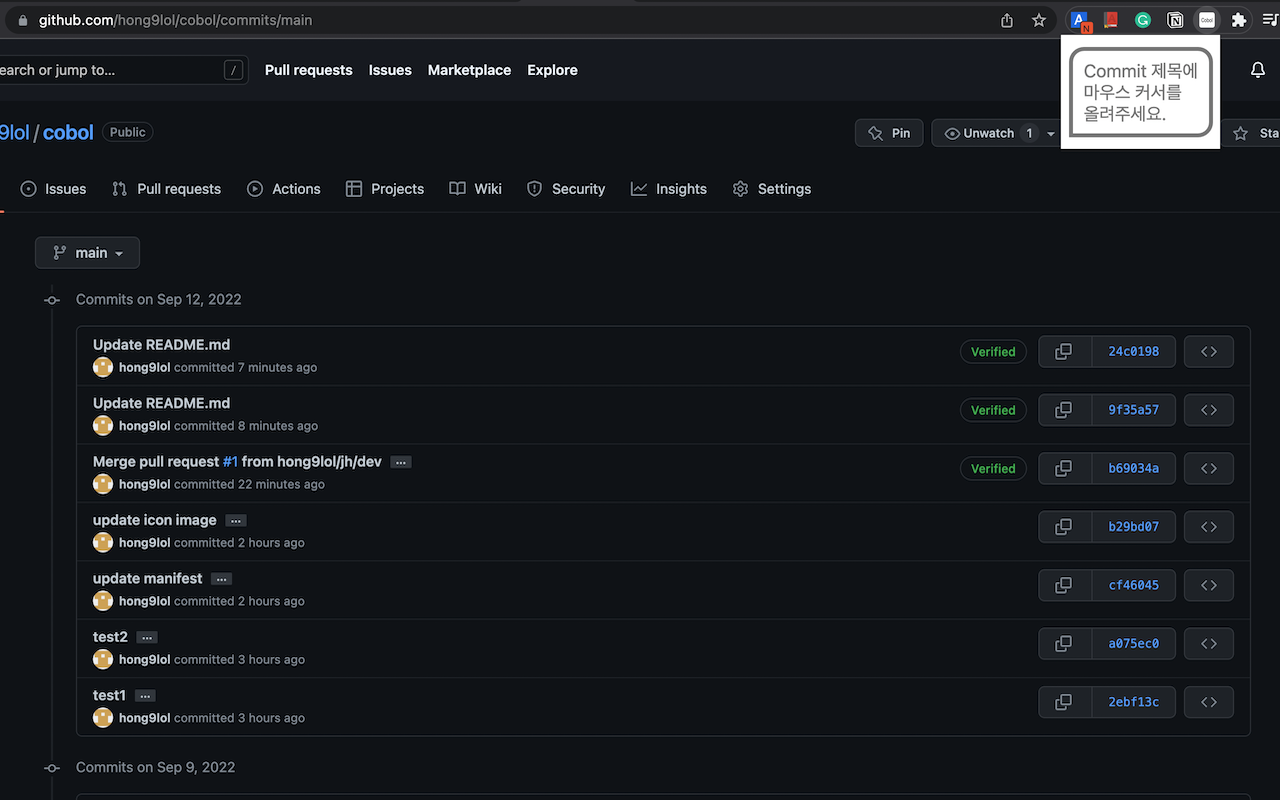 github.com/hong9lol/cobol/commits/main
earch or jump to... /
Pull requests
Issues
Marketplace
Explore
Commit 제목에
마우스 커서를
올려주세요.
9lol / cobol Public
Pin
Unwatch 1
Sta
Issues
Pull requests
Actions
Projects
Wiki
Security
Insights
Settings
main
Commits on Sep 12, 2022
Update README.md
hong9lol committed 7 minutes ago
Verified
24c0198
Update README.md
hong9lol committed 8 minutes ago
Verified
9f35a57
Merge pull request #1 from hong9lol/jh/dev ...
hong9lol committed 22 minutes ago
Verified
b69034a
update icon image ...
hong9lol committed 2 hours ago
b29bd07
update manifest ...
hong9lol committed 2 hours ago
cf46045
test2 ...
hong9lol committed 3 hours ago
a075ec0
test1 ...
hong9lol committed 3 hours ago
2ebf13c
Commits on Sep 9, 2022